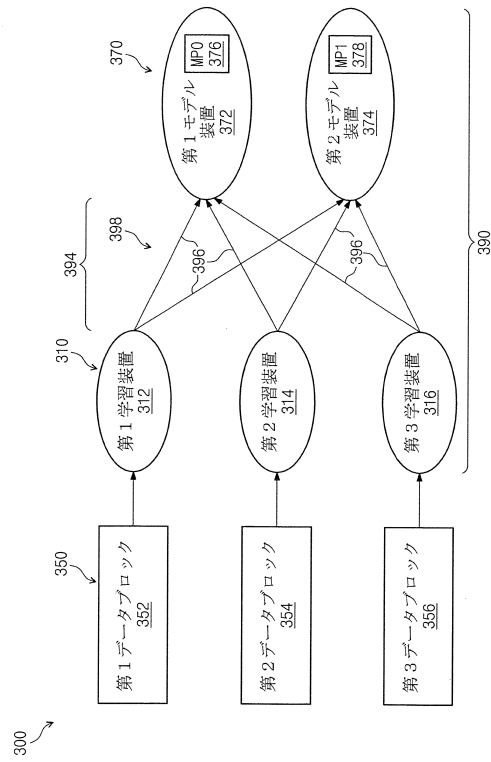 300
350
310
394
398
370
第1データブロック
352
第1学習装置
312
396
第1モデル
装置
372
MP0
376
第2データブロック
354
第2学習装置
314
396
第2モデル
装置
374
MP1
378
第3データブロック
356
第3学習装置
316
396
396
390